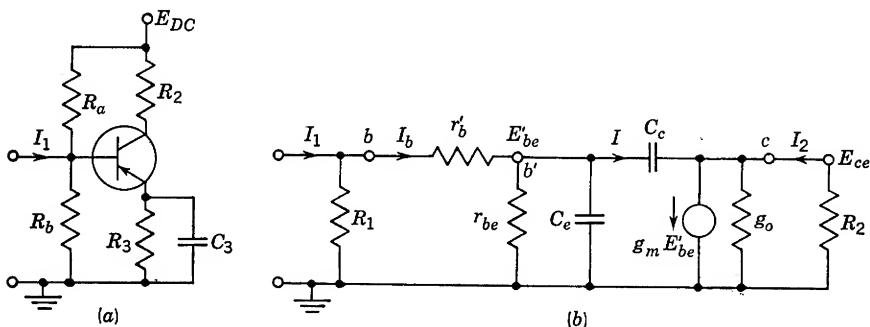 E_DC
R_a
R_2
I_1
R_b
R_3
C_3
(a)
I_1
b
I_b
r'_b
E'_be
b'
I
C_c
c
I_2
E_ce
R_1
r_be
C_e
g_m E'_be
g_o
R_2
(b)